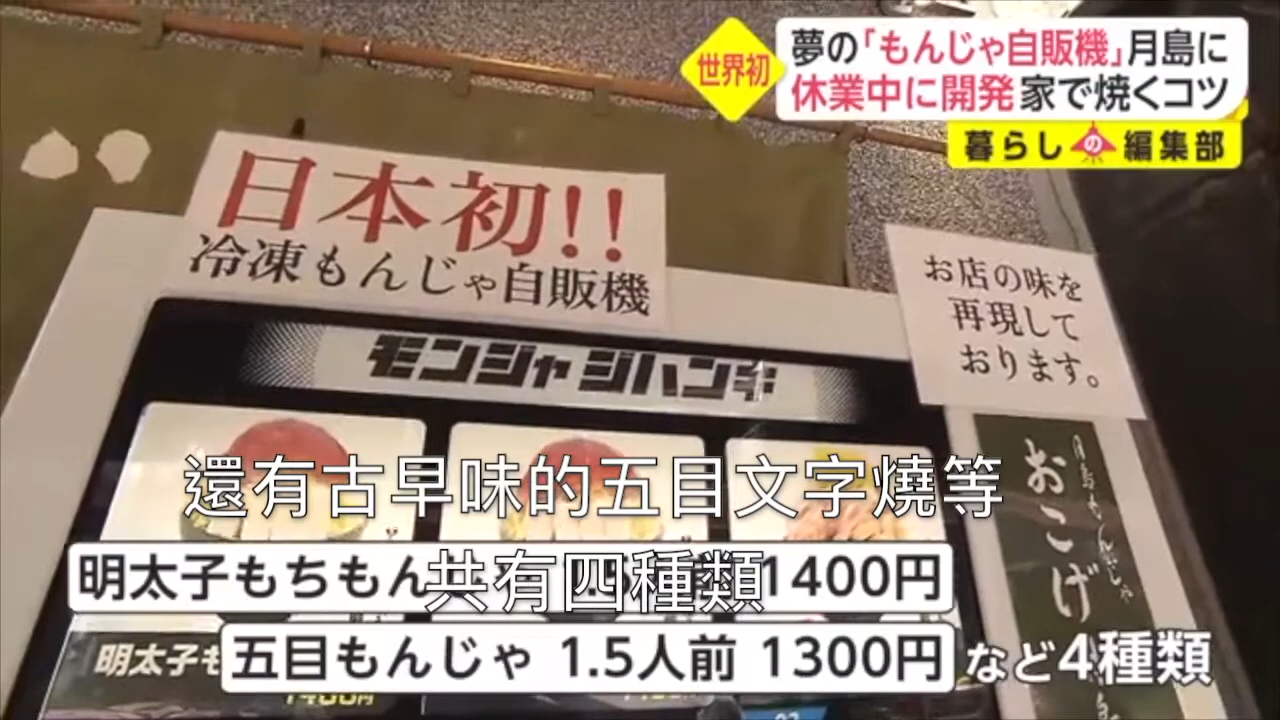 世界初
夢の「もんじゃ自販機」月島に
休業中に開発 家で焼くコツ
暮らしの編集部
日本初!!
冷凍もんじゃ自販機
お店の味を
再現して
おります。
モンジャジハンキ
月島もんじゃ
おこげ
還有古早味的五目文字燒等
共有四種類
明太子もちもん 1400円
明太子も
五目もんじゃ 1.5人前 1300円
など4種類